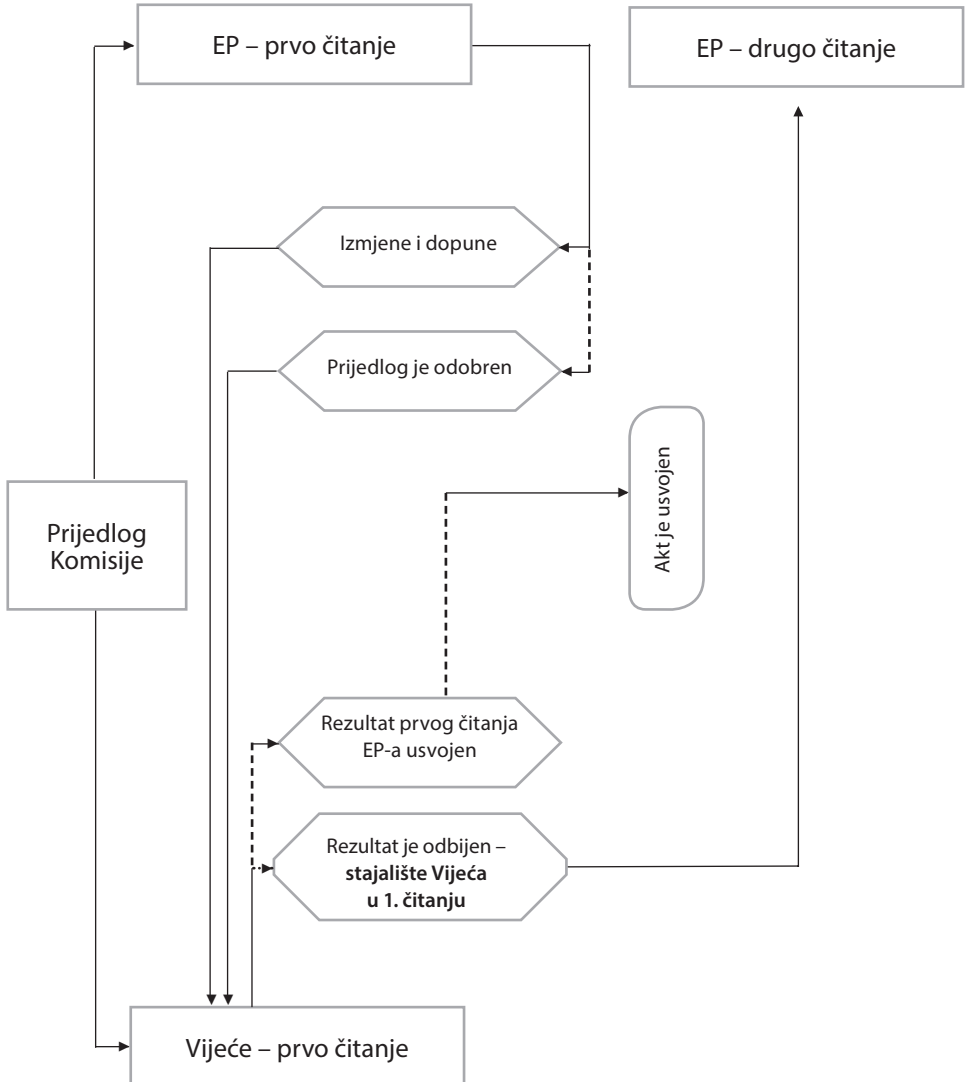 EP – prvo čitanje
EP – drugo čitanje
Izmjene i dopune
Prijedlog je odobren
Akt je usvojen
Prijedlog
Komisije
Rezultat prvog čitanja
EP-a usvojen
Rezultat je odbijen –
stajalište Vijeća
u 1. čitanju
Vijeće – prvo čitanje